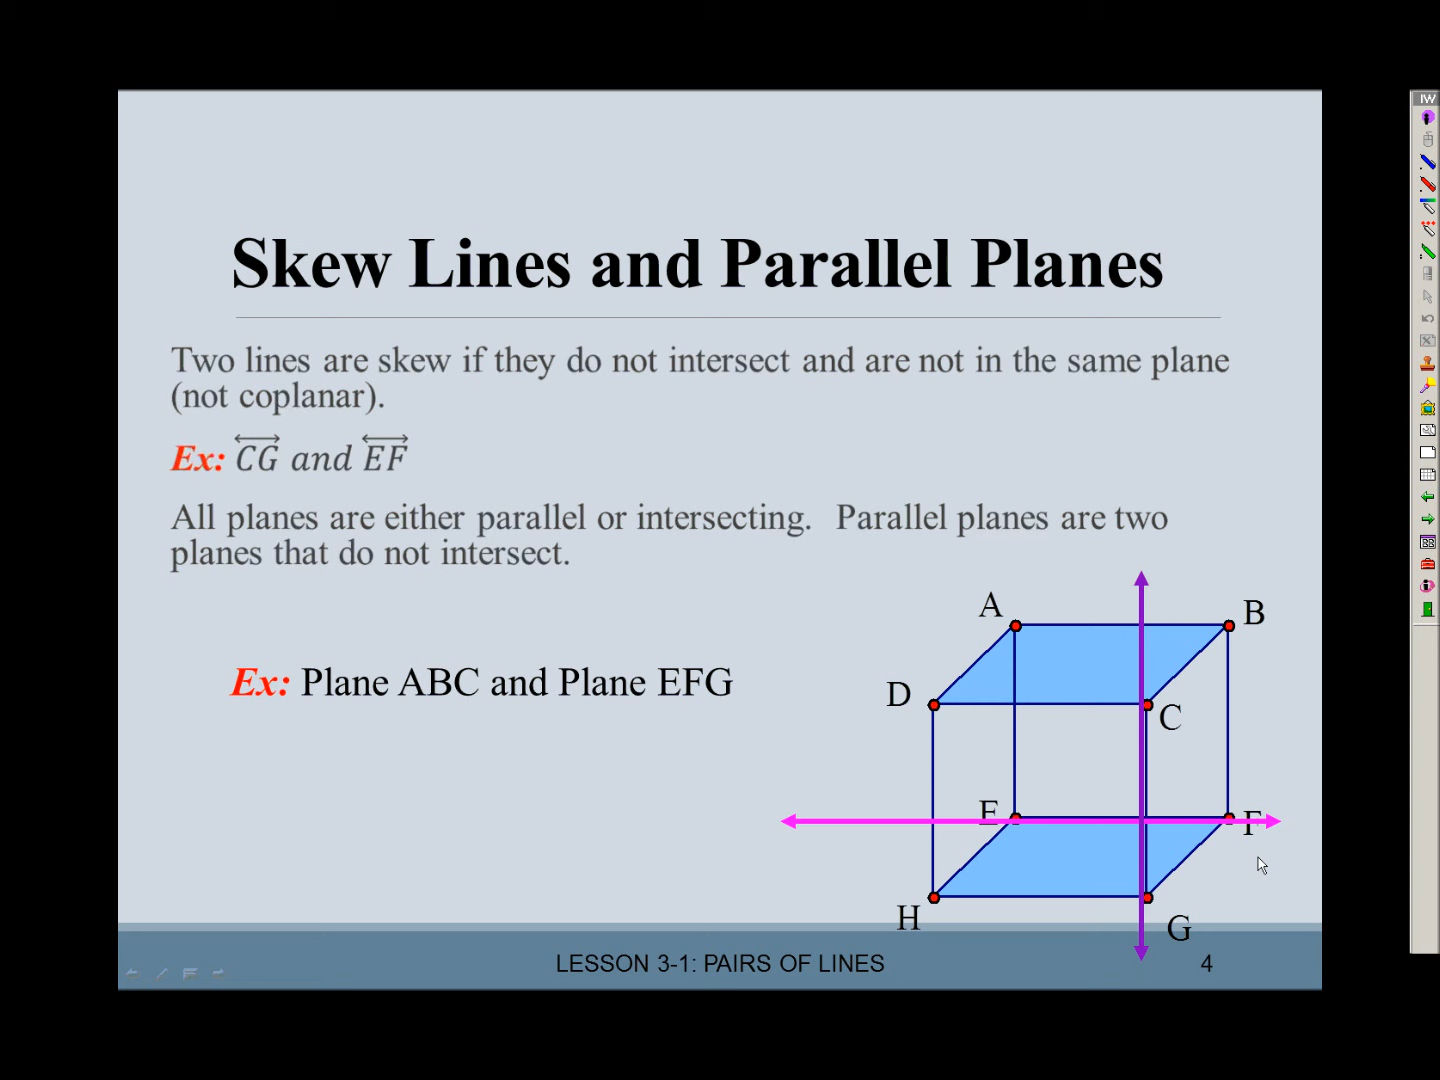 IW
Skew Lines and Parallel Planes
Two lines are skew if they do not intersect and are not in the same plane
(not coplanar).
Ex: CG and EF
All planes are either parallel or intersecting. Parallel planes are two
planes that do not intersect.
Ex: Plane ABC and Plane EFG
A
B
D
C
E
F
H
G
LESSON 3-1: PAIRS OF LINES
4